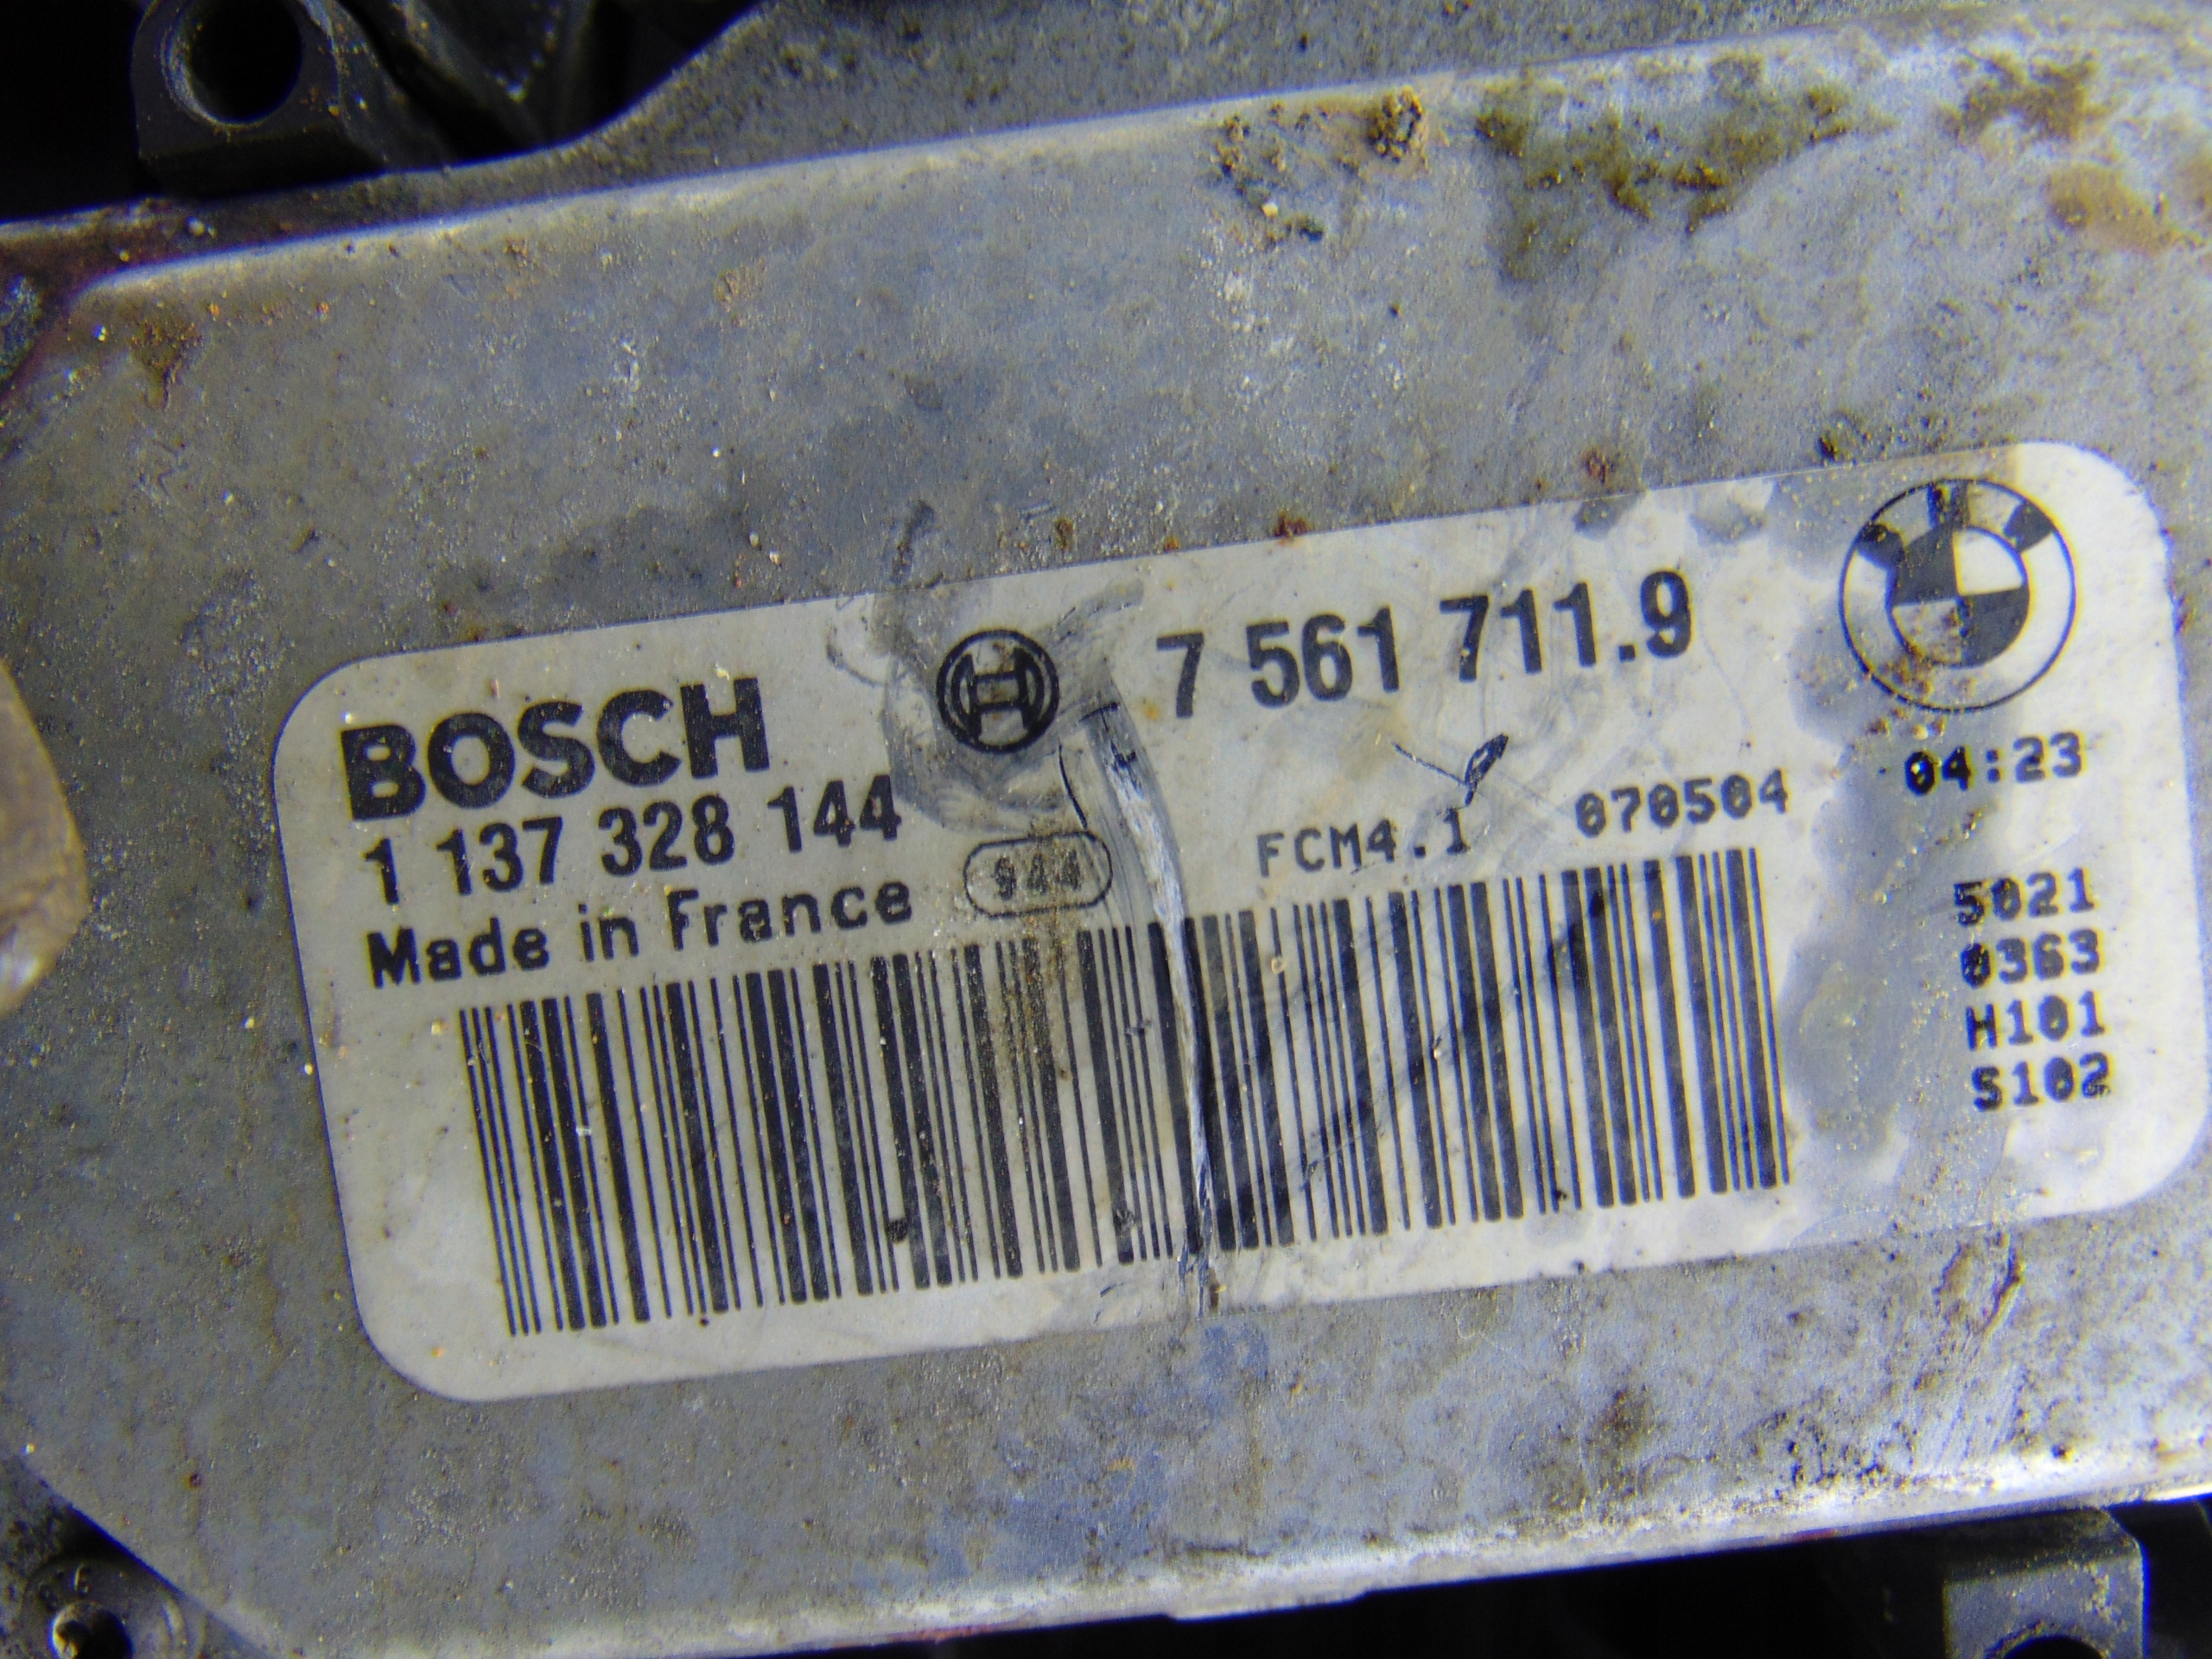 BOSCH 7 561 711.9
1 137 328 144
04:23
Made in France 944 FCM4.1 070504
5021
0363
H101
S102